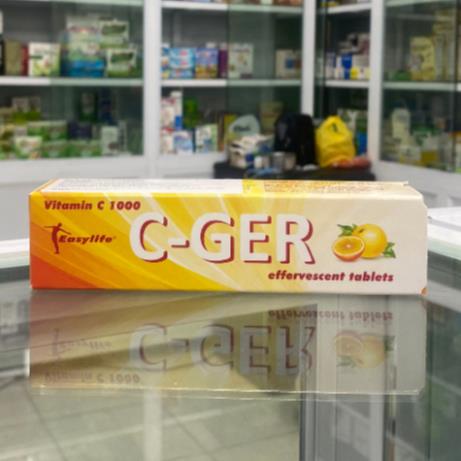 Vitamin C 1000
Easylife®
C-GER
effervescent tablets